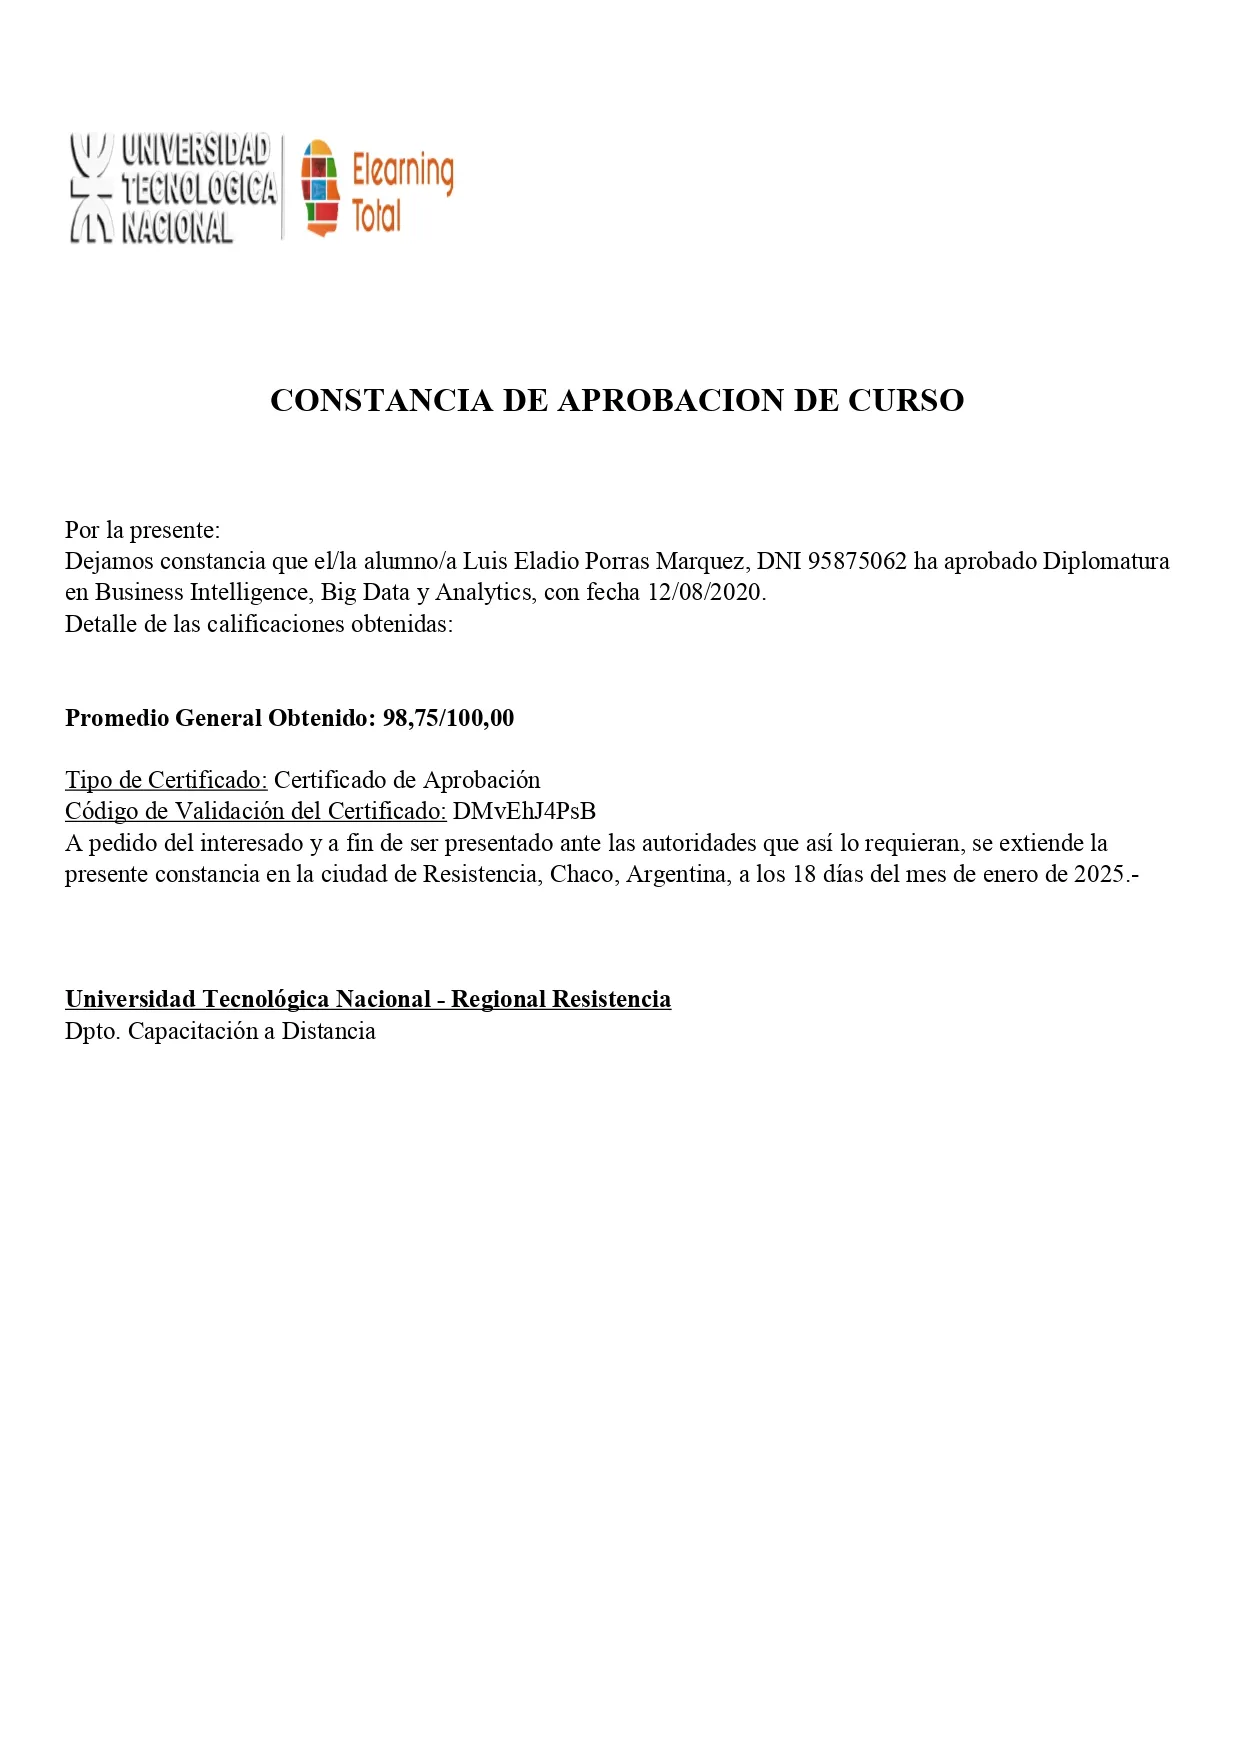 UNIVERSIDAD
TECNOLOGICA
NACIONAL
Elearning
Total
CONSTANCIA DE APROBACION DE CURSO
Por la presente:
Dejamos constancia que el/la alumno/a Luis Eladio Porras Marquez, DNI 95875062 ha aprobado Diplomatura
en Business Intelligence, Big Data y Analytics, con fecha 12/08/2020.
Detalle de las calificaciones obtenidas:
Promedio General Obtenido: 98,75/100,00
Tipo de Certificado: Certificado de Aprobación
Código de Validación del Certificado: DMvEhJ4PsB
A pedido del interesado y a fin de ser presentado ante las autoridades que así lo requieran, se extiende la
presente constancia en la ciudad de Resistencia, Chaco, Argentina, a los 18 días del mes de enero de 2025.-
Universidad Tecnológica Nacional - Regional Resistencia
Dpto. Capacitación a Distancia